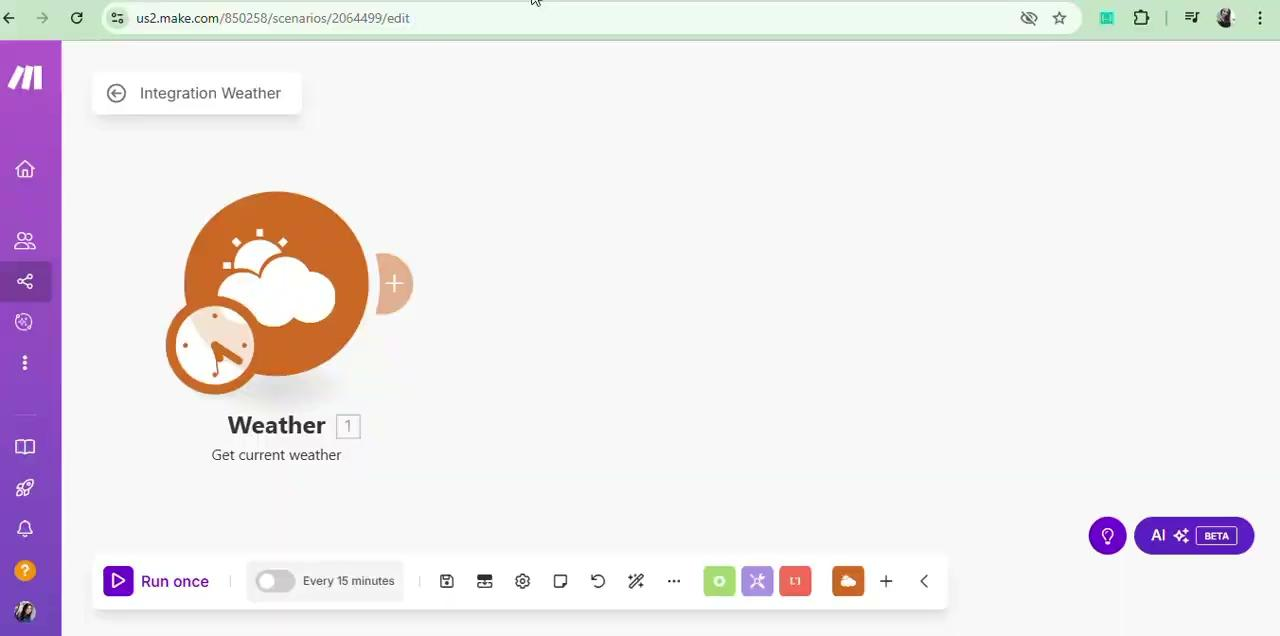 us2.make.com/850258/scenarios/2064499/edit
Integration Weather
Weather 1
Get current weather
AI BETA
Run once
Every 15 minutes
?